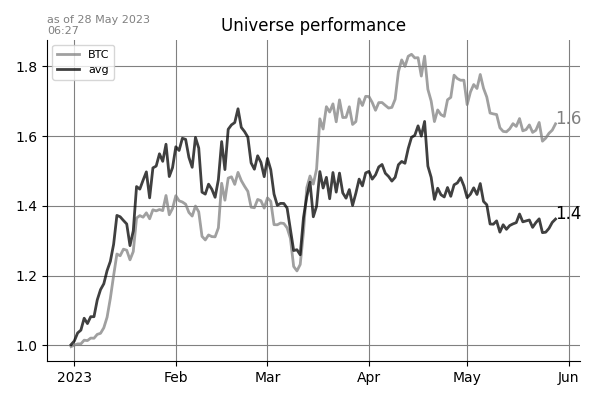 as of 28 May 2023
06:27
Universe performance
BTC
avg
1.8
1.6
1.4
1.2
1.0
1.6
1.4
2023
Feb
Mar
Apr
May
Jun